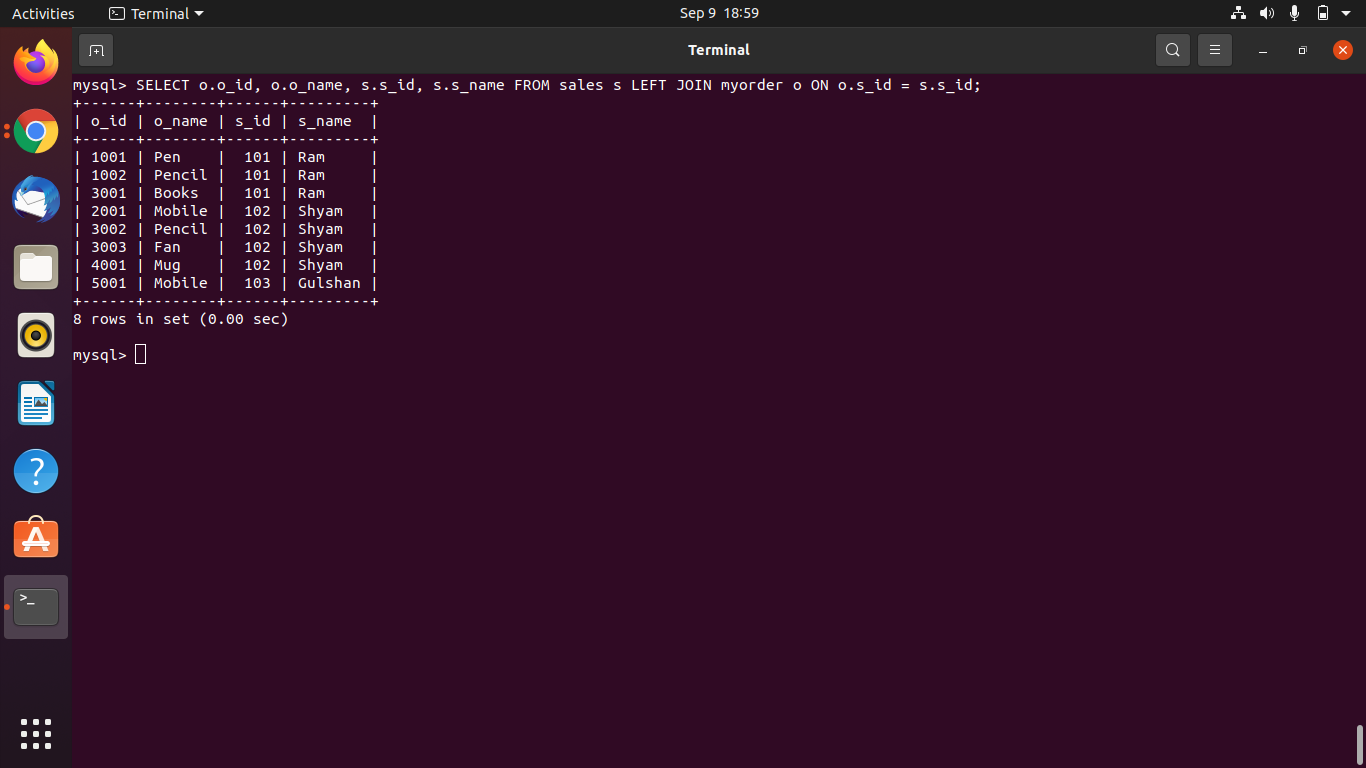 Activities Terminal Sep 9 18:59
Terminal
mysql> SELECT o.o_id, o.o_name, s.s_id, s.s_name FROM sales s LEFT JOIN myorder o ON o.s_id = s.s_id;
+------+--------+------+---------+
| o_id | o_name | s_id | s_name  |
+------+--------+------+---------+
| 1001 | Pen    |  101 | Ram     |
| 1002 | Pencil |  101 | Ram     |
| 3001 | Books  |  101 | Ram     |
| 2001 | Mobile |  102 | Shyam   |
| 3002 | Pencil |  102 | Shyam   |
| 3003 | Fan    |  102 | Shyam   |
| 4001 | Mug    |  102 | Shyam   |
| 5001 | Mobile |  103 | Gulshan |
+------+--------+------+---------+
8 rows in set (0.00 sec)
mysql>